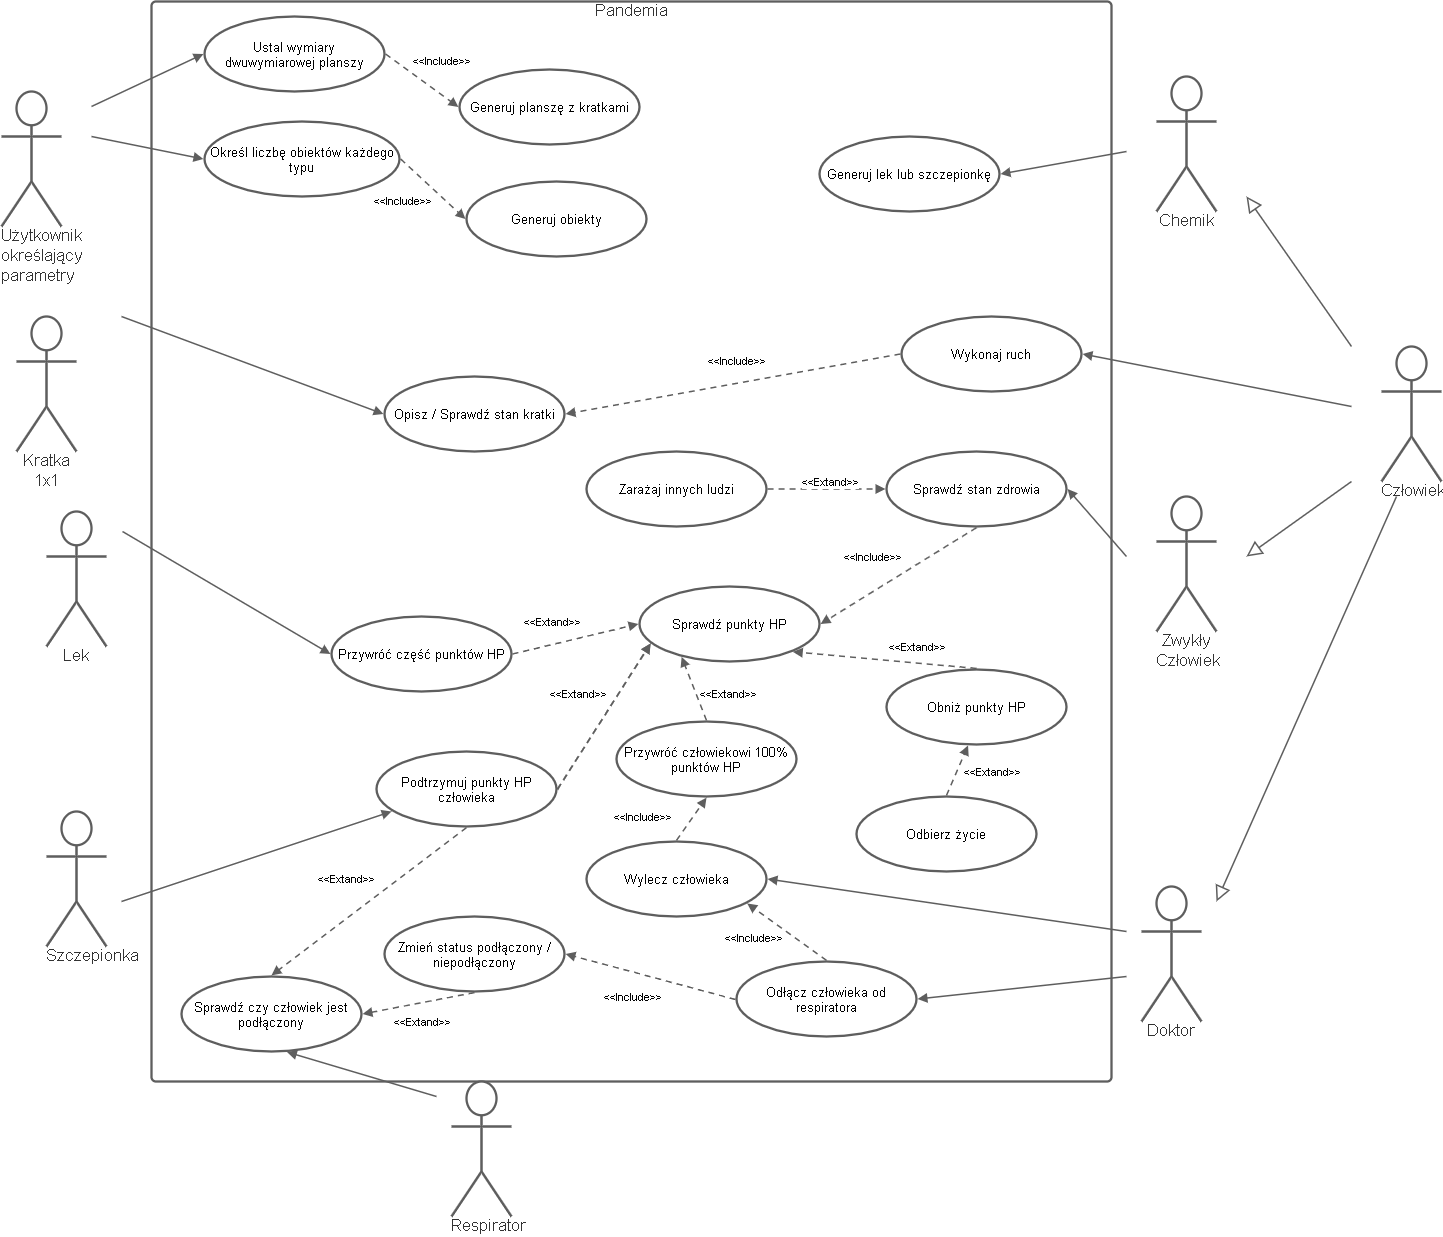 Pandemia
Ustal wymiary
dwuwymiarowej planszy
<<Include>>
Generuj planszę z kratkami
Określ liczbę obiektów każdego
typu
<<Include>>
Generuj obiekty
Generuj lek lub szczepionkę
Użytkownik
określający
parametry
Chemik
Wykonaj ruch
<<Include>>
Opisz / Sprawdź stan kratki
Kratka
1x1
Człowiek
Zarażaj innych ludzi
<<Extand>>
Sprawdź stan zdrowia
<<Include>>
Sprawdź punkty HP
<<Extand>>
Przywróć część punktów HP
Lek
Zwykły
Człowiek
<<Extand>>
<<Extand>>
<<Extand>>
Obniż punkty HP
Przywróć człowiekowi 100%
punktów HP
<<Extand>>
Podtrzymuj punkty HP
człowieka
<<Include>>
Odbierz życie
Wylecz człowieka
<<Extand>>
Szczepionka
<<Include>>
Zmień status podłączony /
niepodłączony
<<Include>>
Odłącz człowieka od
respiratora
Sprawdź czy człowiek jest
podłączony
<<Extand>>
Doktor
Respirator